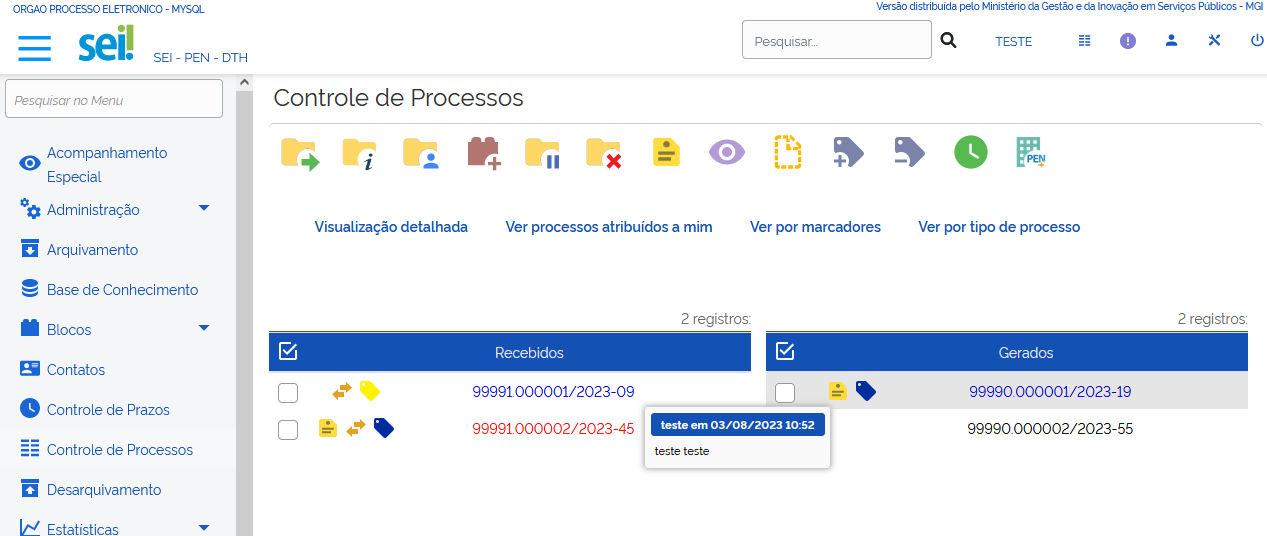 ORGAO PROCESSO ELETRONICO - MYSQL
Versão distribuída pelo Ministério da Gestão e da Inovação em Serviços Públicos - MGI
sei!
SEI - PEN - DTH
Pesquisar...
TESTE
Pesquisar no Menu
Acompanhamento
Especial
Administração
Arquivamento
Base de Conhecimento
Blocos
Contatos
Controle de Prazos
Controle de Processos
Desarquivamento
Estatísticas
Controle de Processos
PEN
Visualização detalhada
Ver processos atribuídos a mim
Ver por marcadores
Ver por tipo de processo
2 registros:
Recebidos
99991.000001/2023-09
99991.000002/2023-45
teste em 03/08/2023 10:52
teste teste
2 registros:
Gerados
99990.000001/2023-19
99990.000002/2023-55